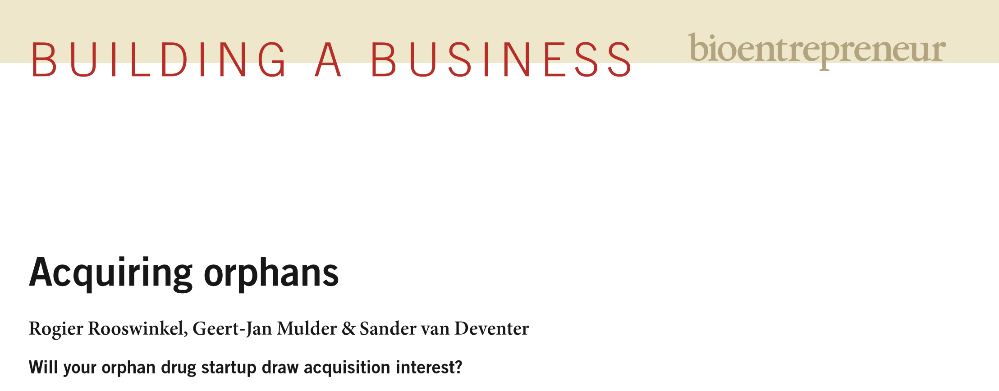 BUILDING A BUSINESS
bioentrepreneur
Acquiring orphans
Rogier Rooswinkel, Geert-Jan Mulder & Sander van Deventer
Will your orphan drug startup draw acquisition interest?